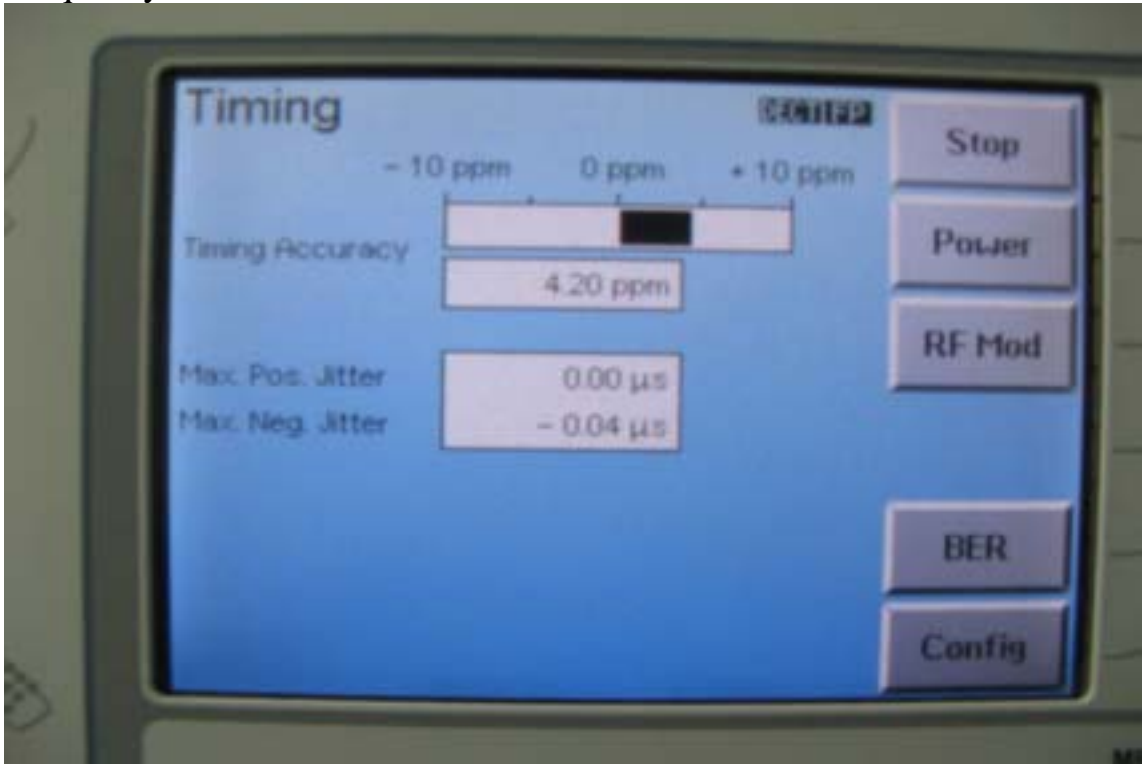 Timing
DECT FP
- 10 ppm 0 ppm + 10 ppm
Timing Accuracy
4.20 ppm
Max. Pos. Jitter 0.00 µs
Max. Neg. Jitter - 0.04 µs
Stop
Power
RF Mod
BER
Config